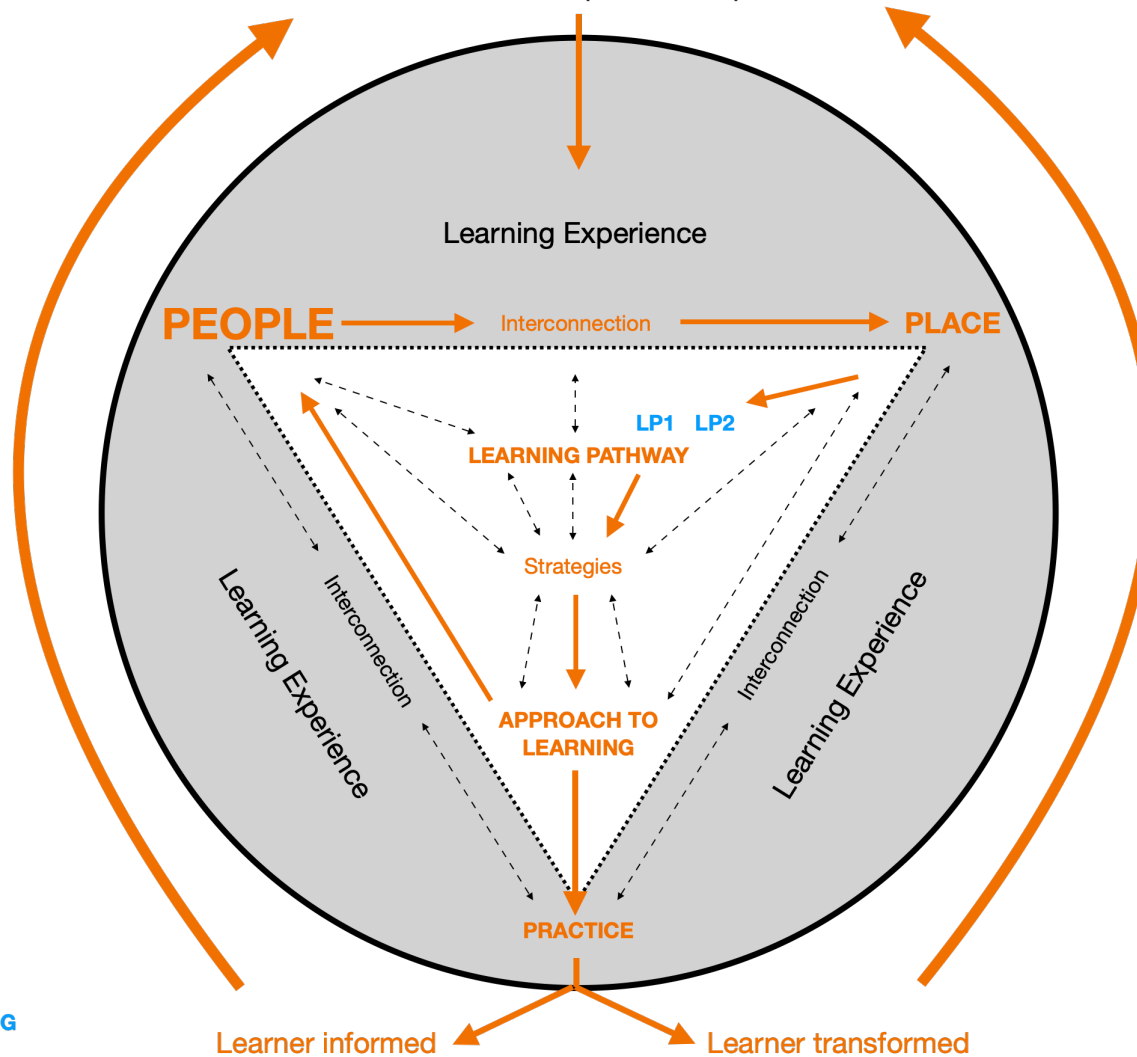 Learning Experience
PEOPLE
Interconnection
PLACE
LP1 LP2
LEARNING PATHWAY
Strategies
Interconnection
Interconnection
Learning Experience
Learning Experience
APPROACH TO
LEARNING
PRACTICE
G
Learner informed
Learner transformed